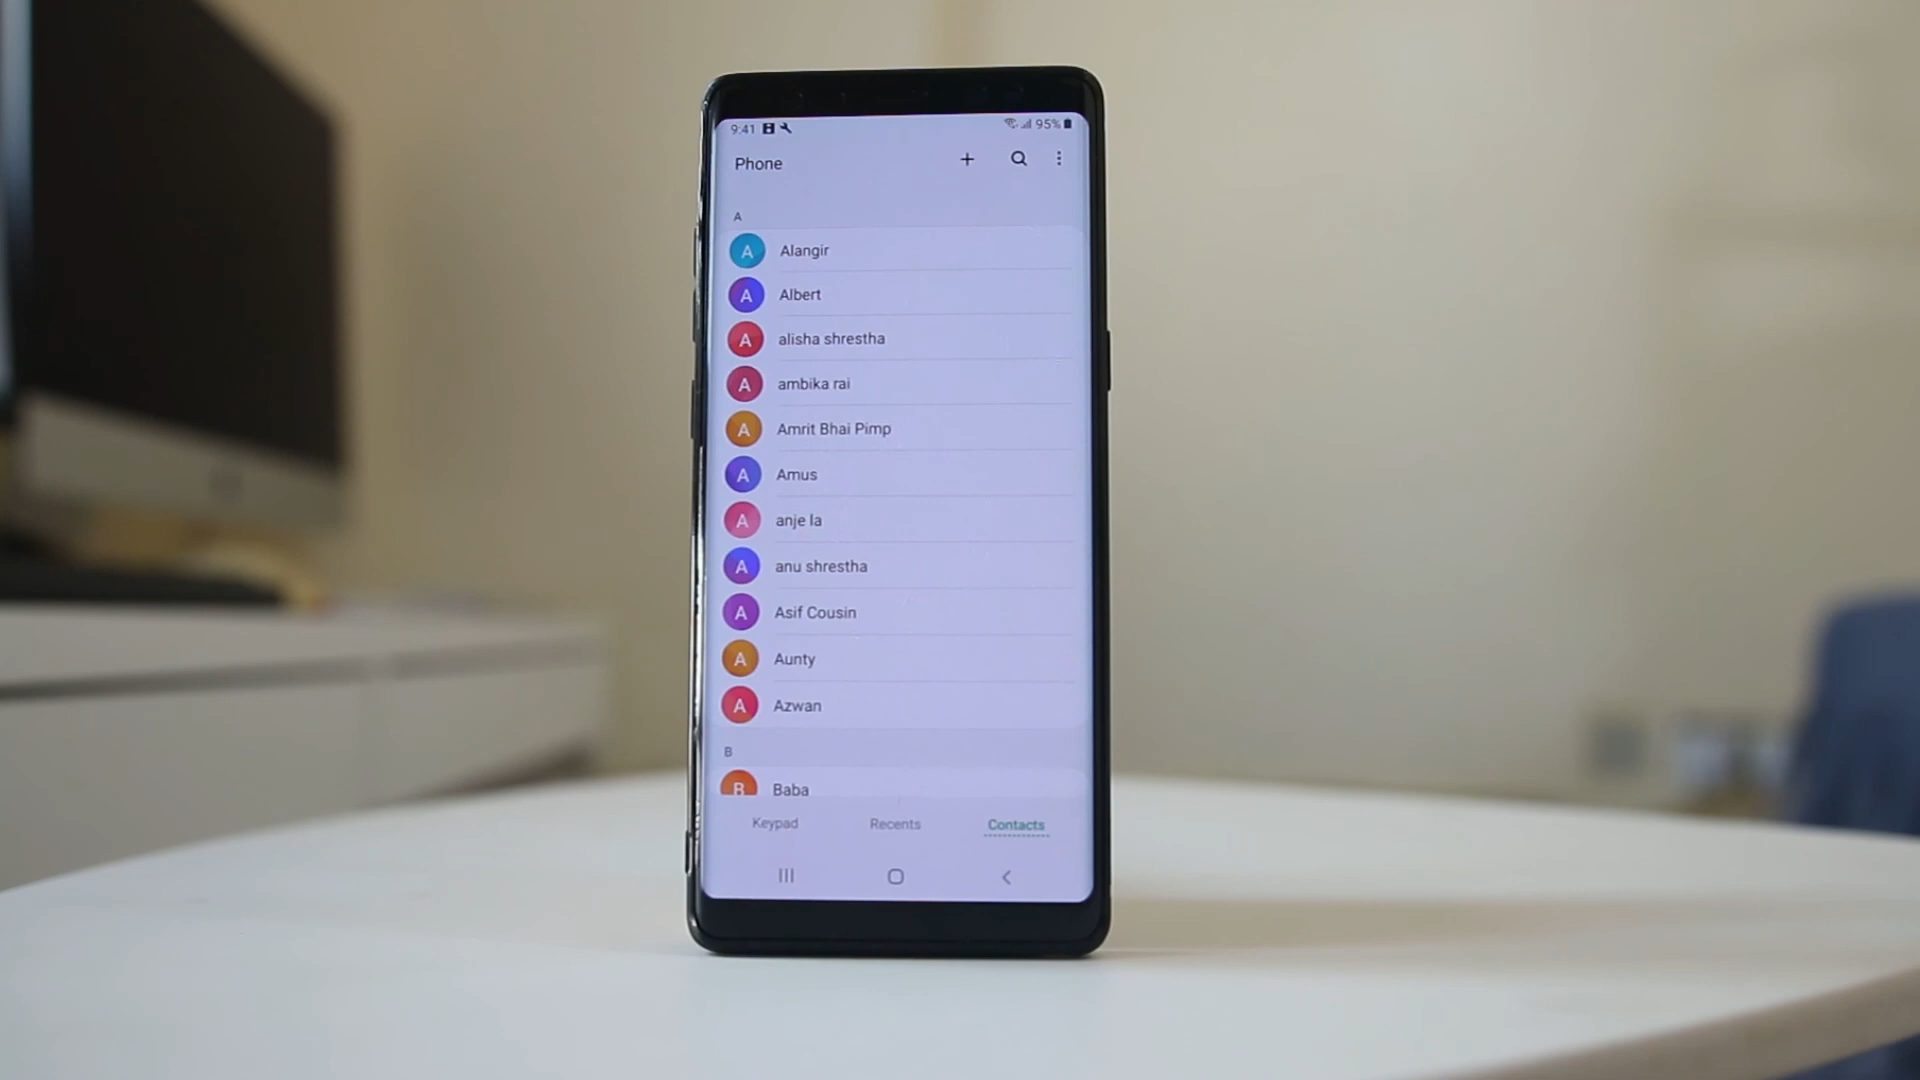 9:41 95%
Phone
A
A Alangir
A Albert
A alisha shrestha
A ambika rai
A Amrit Bhai Pimp
A Amus
A anje la
A anu shrestha
A Asif Cousin
A Aunty
A Azwan
B
B Baba
Keypad Recents Contacts